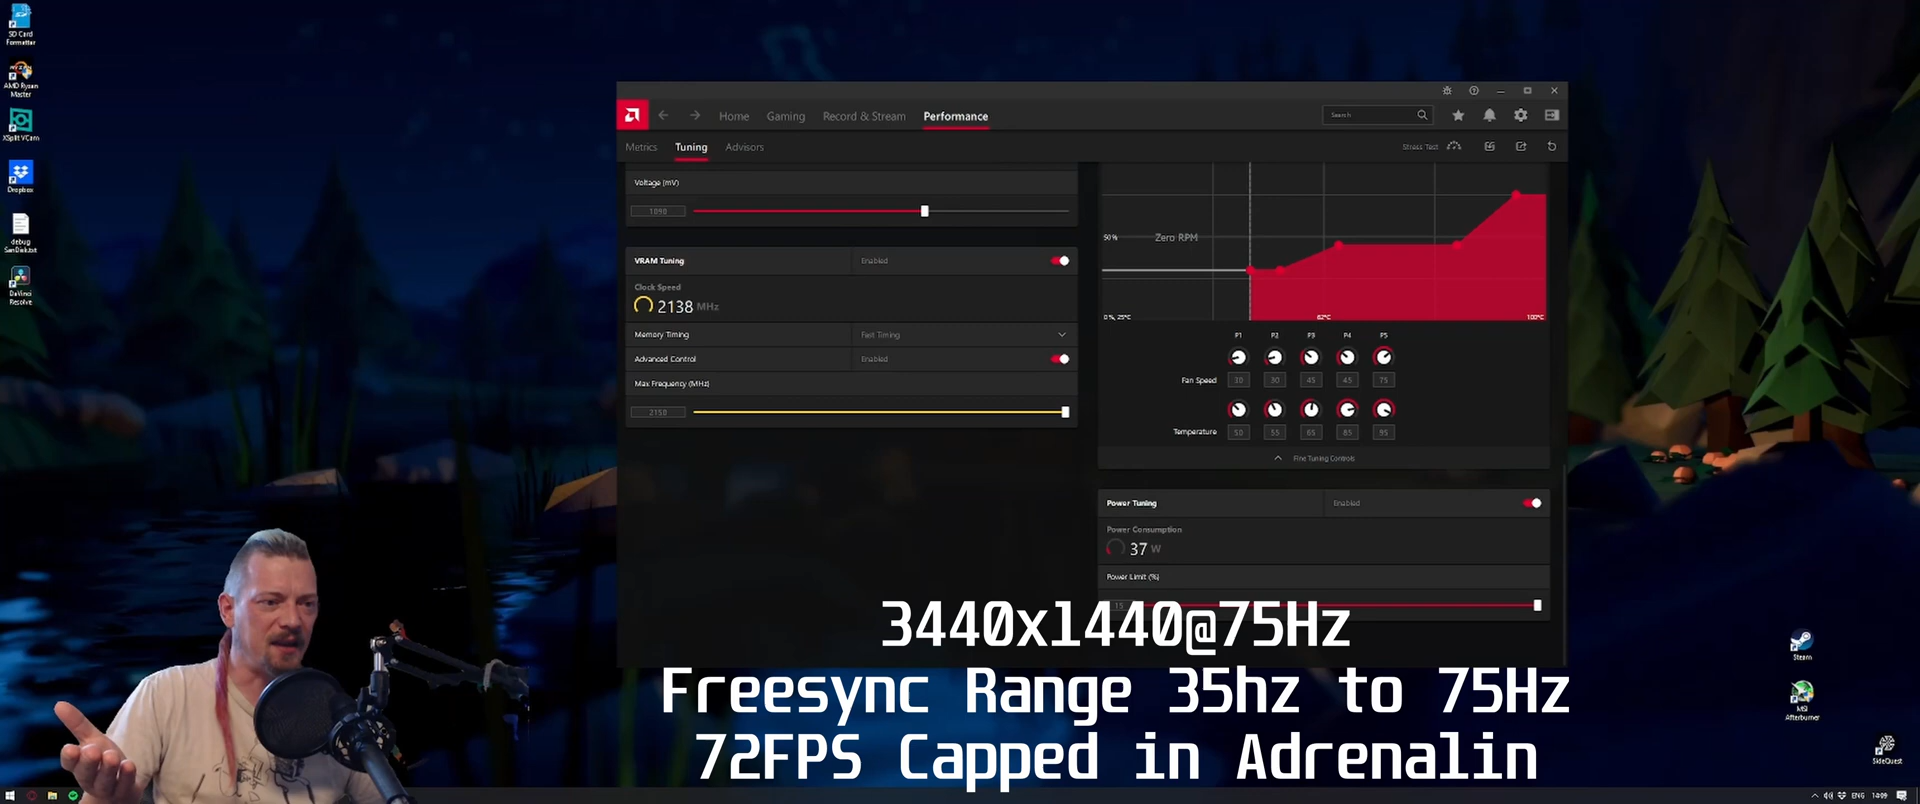 SD Card
Formatter
AMD Ryzen
Master
XSplit VCam
Dropbox
debug
SanDisk.txt
DaVinci
Resolve
Home
Gaming
Record & Stream
Performance
Search
Metrics
Tuning
Advisors
Stress Test
Voltage (mV)
1090
VRAM Tuning
Enabled
Clock Speed
2138 MHz
Memory Timing
Fast Timing
Advanced Control
Enabled
Max Frequency (MHz)
2150
50%
Zero RPM
0%, 25°C
62°C
100°C
P1 P2 P3 P4 P5
Fan Speed 30 30 45 45 75
Temperature 50 55 65 85 95
Fine Tuning Controls
Power Tuning
Enabled
Power Consumption
37 W
Power Limit (%)
15
3440x1440@75Hz
Freesync Range 35hz to 75Hz
72FPS Capped in Adrenalin
Steam
MSI
Afterburner
SideQuest
ENG
14:09